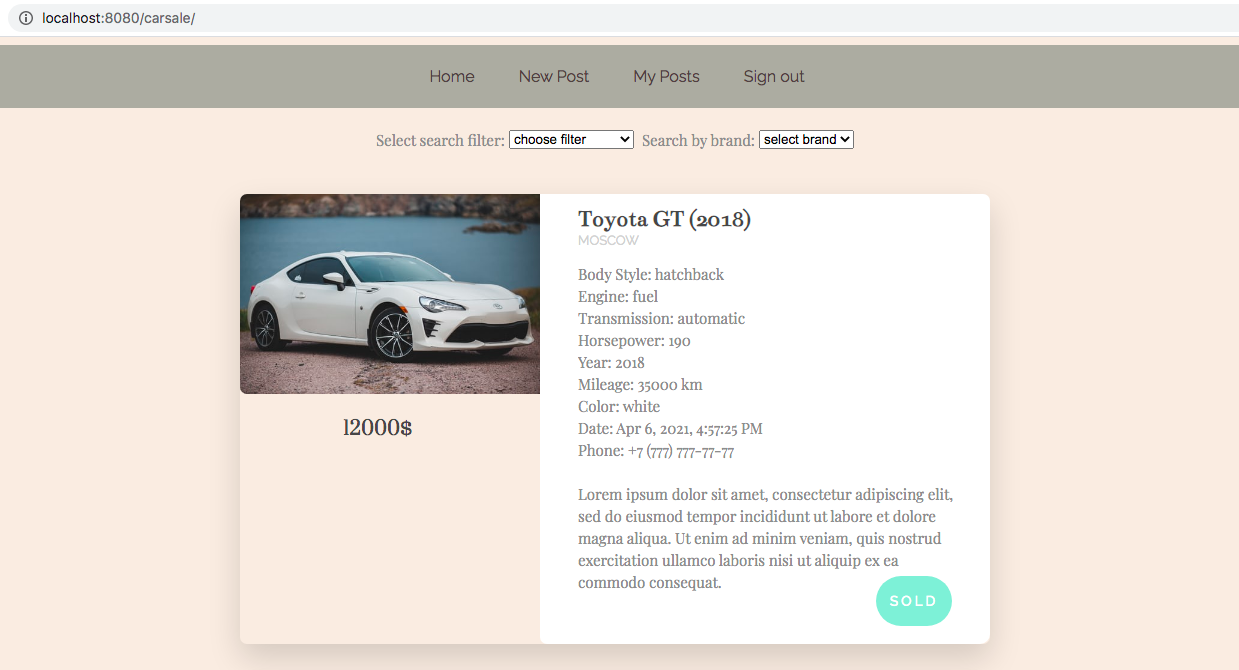 localhost:8080/carsale/
Home New Post My Posts Sign out
Select search filter: choose filter Search by brand: select brand
Toyota GT (2018)
MOSCOW
Body Style: hatchback
Engine: fuel
Transmission: automatic
Horsepower: 190
Year: 2018
Mileage: 35000 km
Color: white
Date: Apr 6, 2021, 4:57:25 PM
Phone: +7 (777) 777-77-77
12000$
Lorem ipsum dolor sit amet, consectetur adipiscing elit,
sed do eiusmod tempor incididunt ut labore et dolore
magna aliqua. Ut enim ad minim veniam, quis nostrud
exercitation ullamco laboris nisi ut aliquip ex ea
commodo consequat.
SOLD